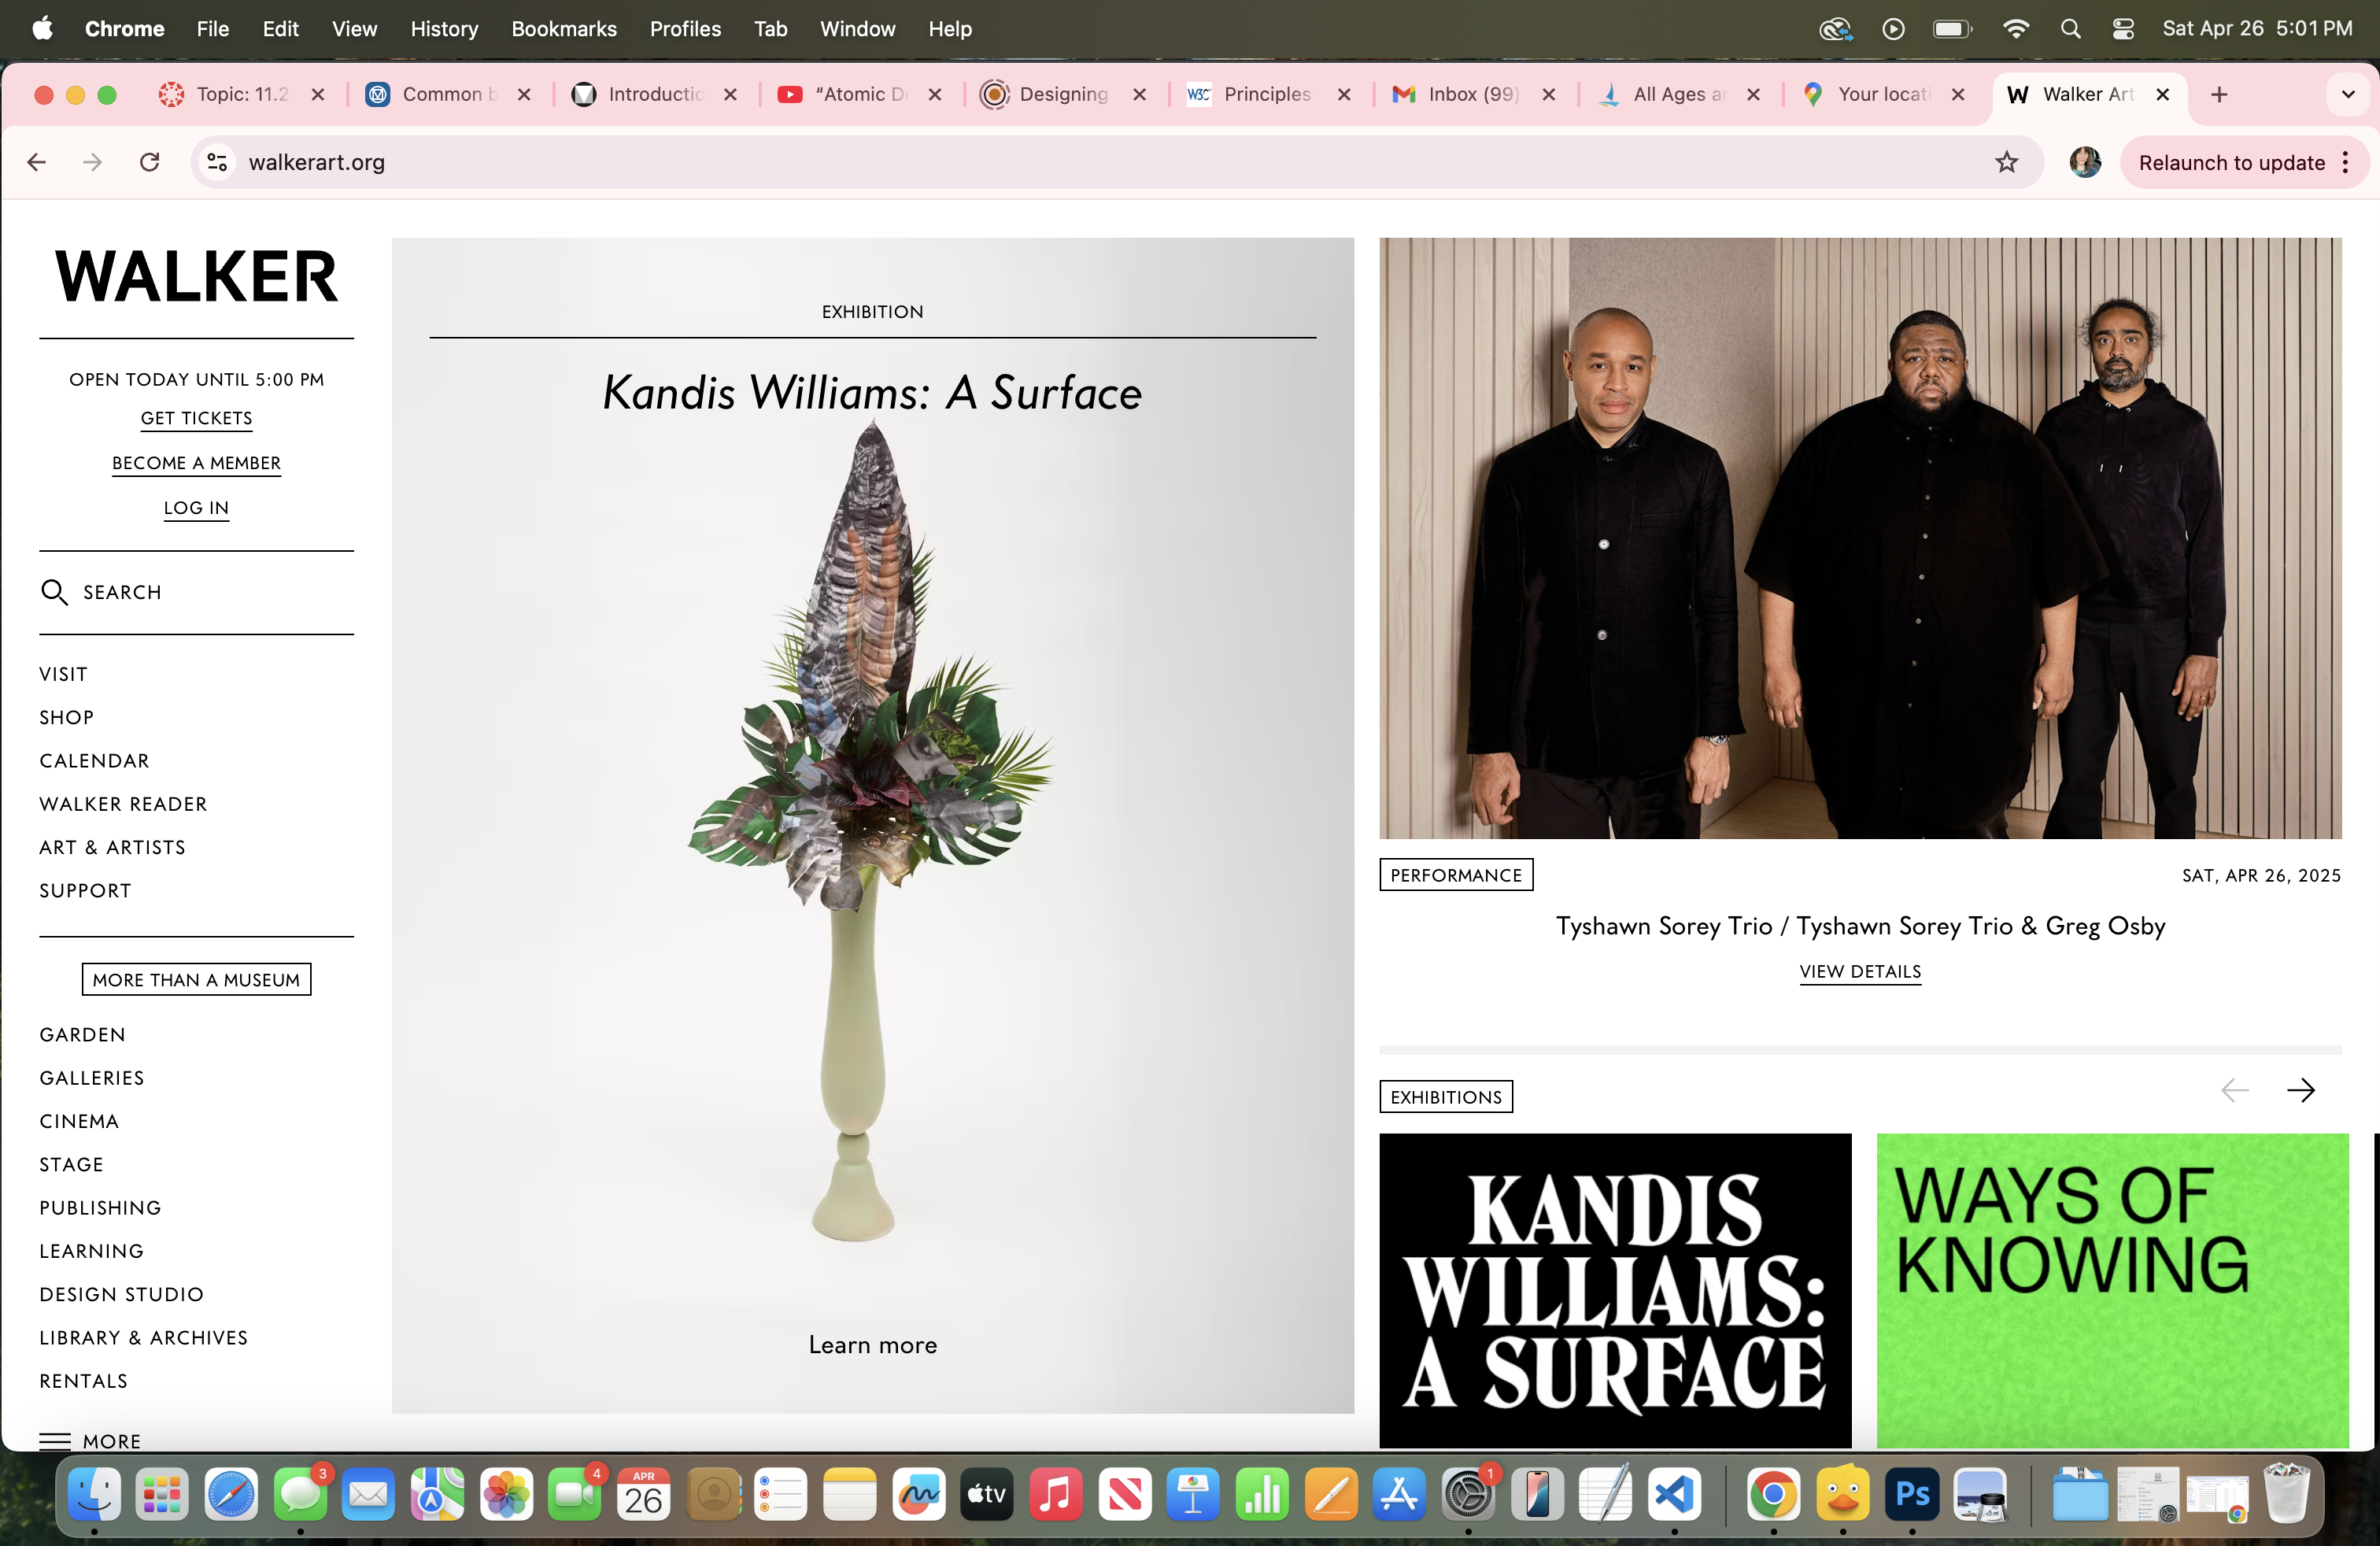 Chrome File Edit View History Bookmarks Profiles Tab Window Help Sat Apr 26 5:01 PM
Topic: 11.2 Common b Introductio “Atomic D Designing W3C Principles Inbox (99) All Ages ar Your locati W Walker Art
walkerart.org Relaunch to update
WALKER
OPEN TODAY UNTIL 5:00 PM
GET TICKETS
BECOME A MEMBER
LOG IN
SEARCH
VISIT
SHOP
CALENDAR
WALKER READER
ART & ARTISTS
SUPPORT
MORE THAN A MUSEUM
GARDEN
GALLERIES
CINEMA
STAGE
PUBLISHING
LEARNING
DESIGN STUDIO
LIBRARY & ARCHIVES
RENTALS
MORE
EXHIBITION
Kandis Williams: A Surface
Learn more
PERFORMANCE SAT, APR 26, 2025
Tyshawn Sorey Trio / Tyshawn Sorey Trio & Greg Osby
VIEW DETAILS
EXHIBITIONS
KANDIS
WILLIAMS:
A SURFACE
WAYS OF
KNOWING
3 4 APR 26 tv 1 Ps